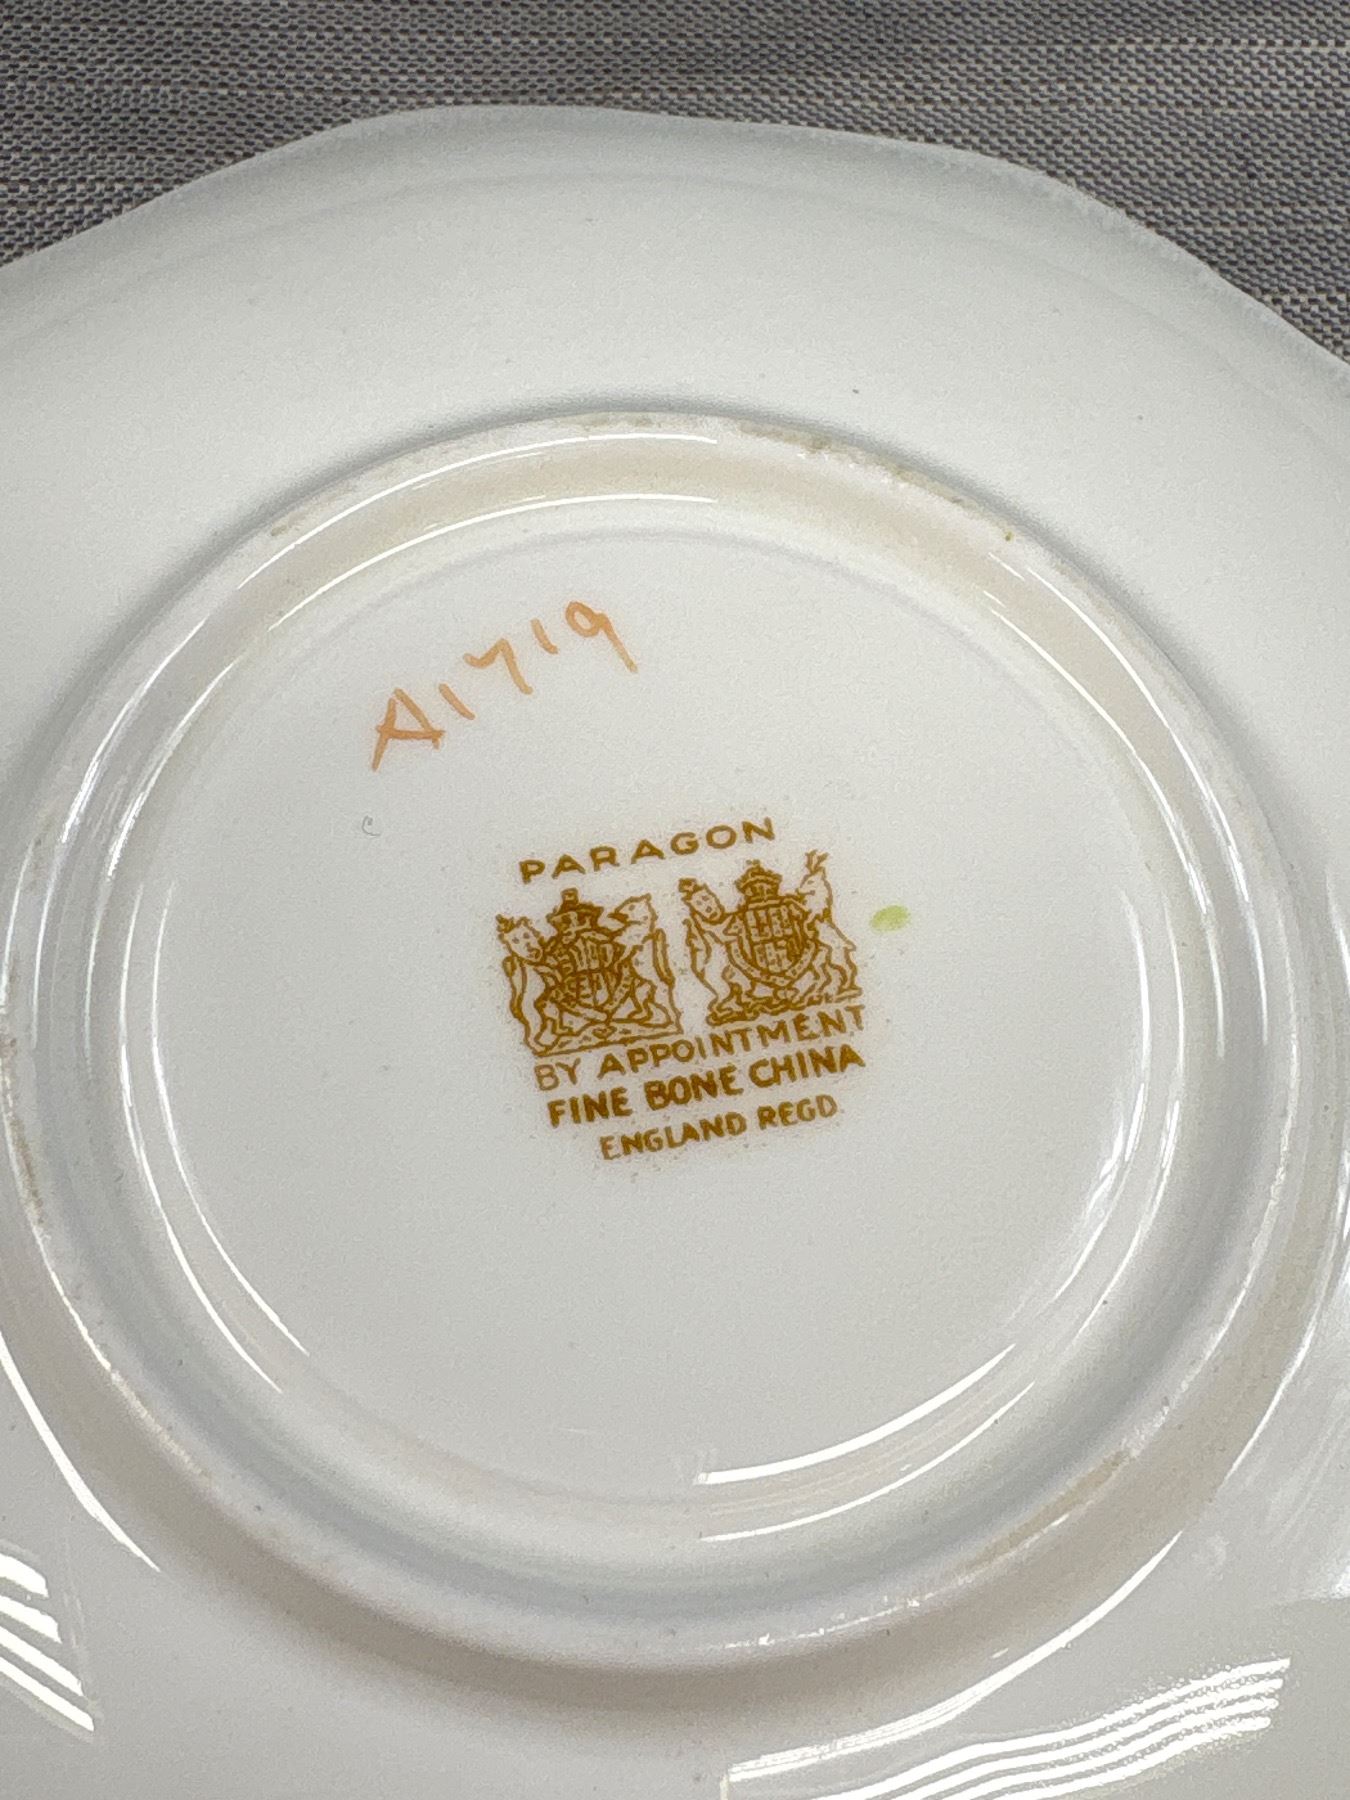 A1719
PARAGON
BY APPOINTMENT
FINE BONE CHINA
ENGLAND REGD.